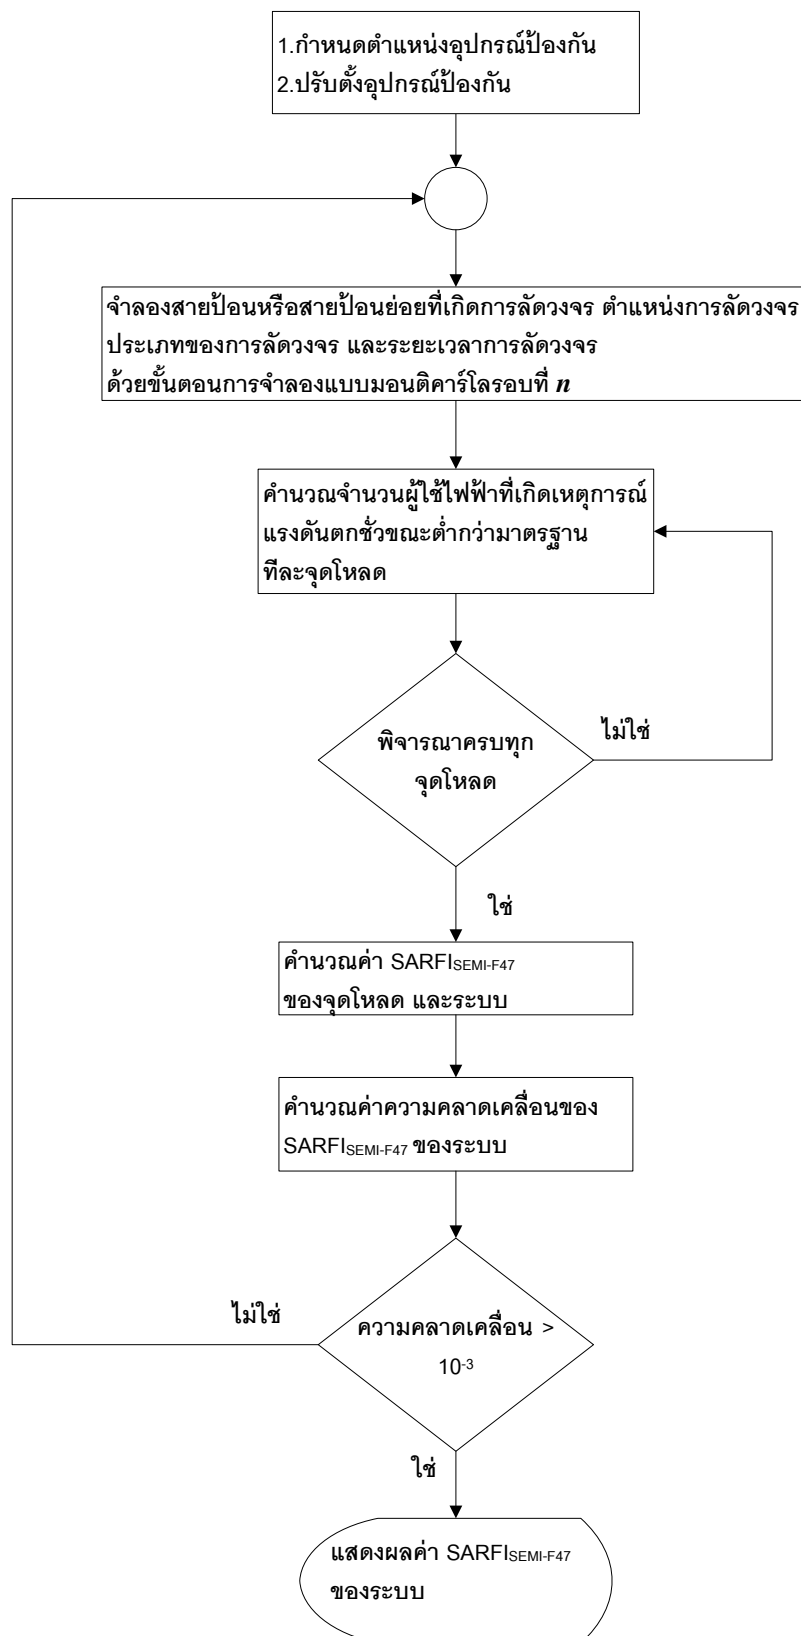 1.กำหนดตำแหน่งอุปกรณ์ป้องกัน
2.ปรับตั้งอุปกรณ์ป้องกัน
จำลองสายป้อนหรือสายป้อนย่อยที่เกิดการลัดวงจร ตำแหน่งการลัดวงจร
ประเภทของการลัดวงจร และระยะเวลาการลัดวงจร
ด้วยขั้นตอนการจำลองแบบมอนติคาร์โลรอบที่ n
คำนวณจำนวนผู้ใช้ไฟฟ้าที่เกิดเหตุการณ์
แรงดันตกชั่วขณะต่ำกว่ามาตรฐาน
ทีละจุดโหลด
พิจารณาครบทุก
จุดโหลด
ไม่ใช่
ใช่
คำนวณค่า SARFISEMI-F47
ของจุดโหลด และระบบ
คำนวณค่าความคลาดเคลื่อนของ
SARFISEMI-F47 ของระบบ
ไม่ใช่
ความคลาดเคลื่อน >
10-3
ใช่
แสดงผลค่า SARFISEMI-F47
ของระบบ